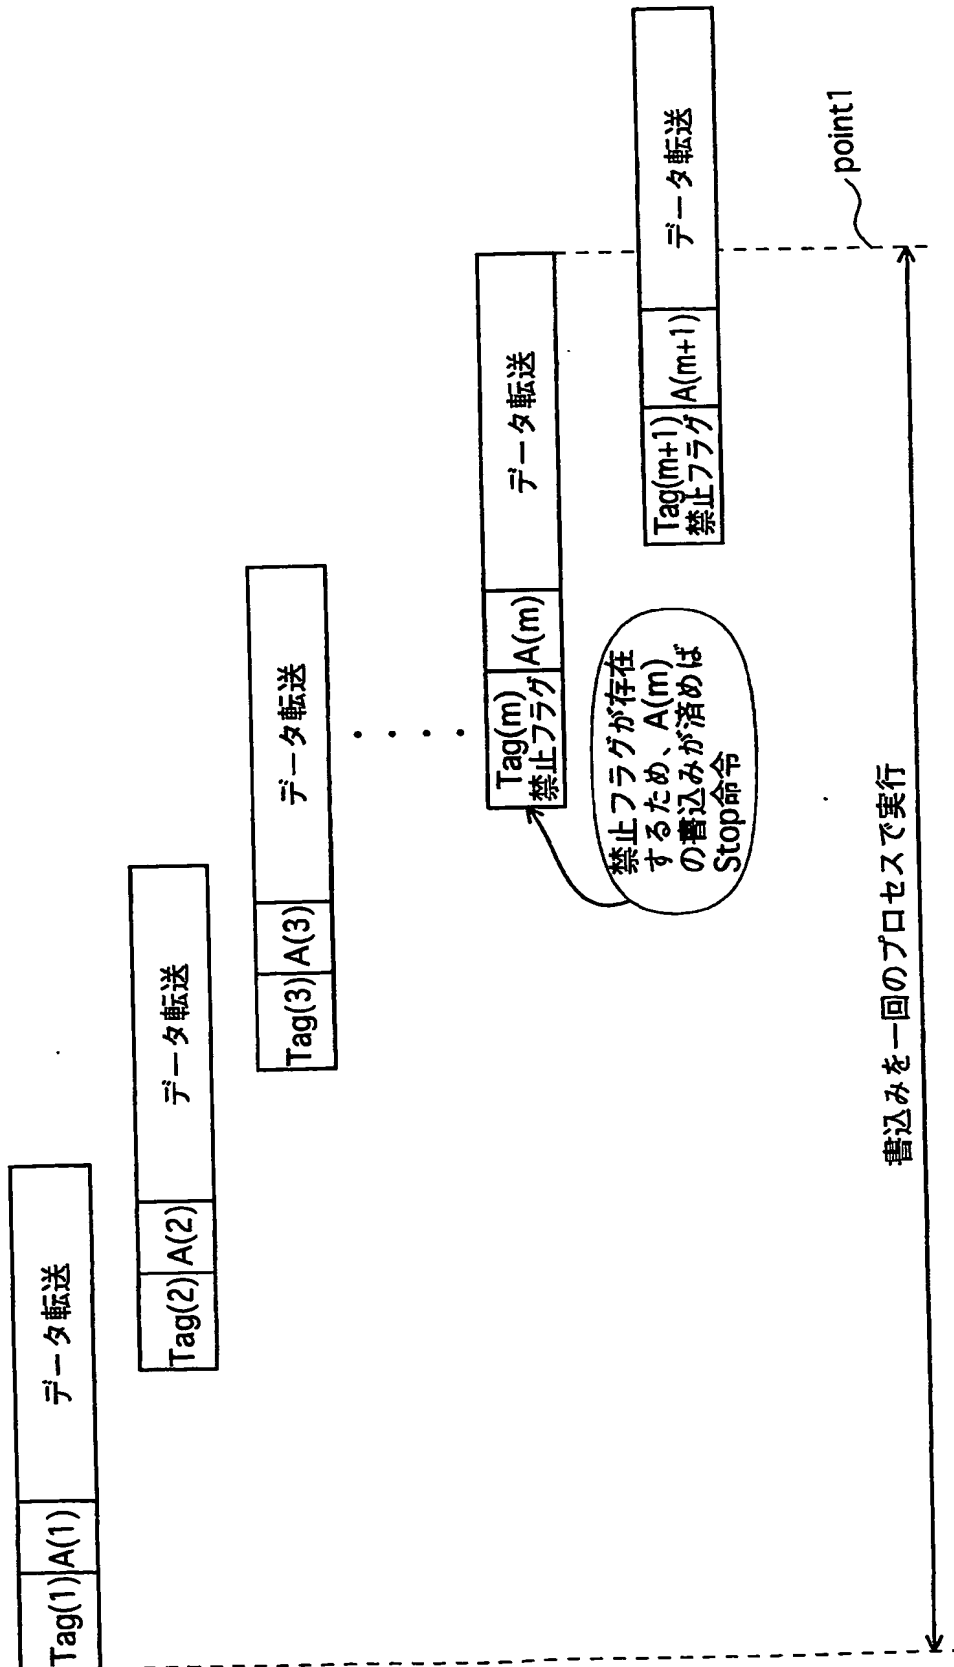 Tag(1) A(1) データ転送
Tag(2) A(2) データ転送
Tag(3) A(3) データ転送
・・・・
Tag(m)
禁止フラグ
A(m) データ転送
禁止フラグが存在
するため、A(m)
の書込みが済めば
Stop命令
Tag(m+1)
禁止フラグ
A(m+1) データ転送
point1
書込みを一回のプロセスで実行